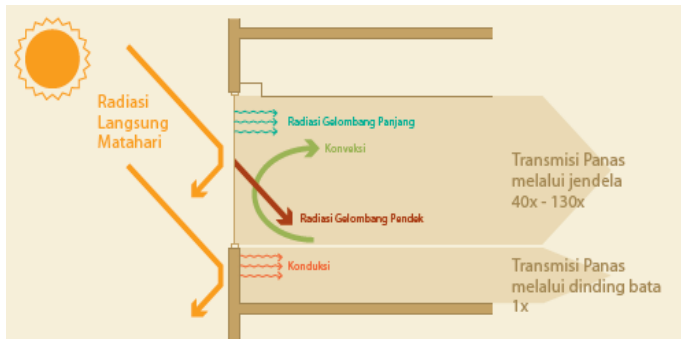 Radiasi
Langsung
Matahari
Radiasi Gelombang Panjang
Konveksi
Radiasi Gelombang Pendek
Konduksi
Transmisi Panas
melalui jendela
40x - 130x
Transmisi Panas
melalui dinding bata
1x